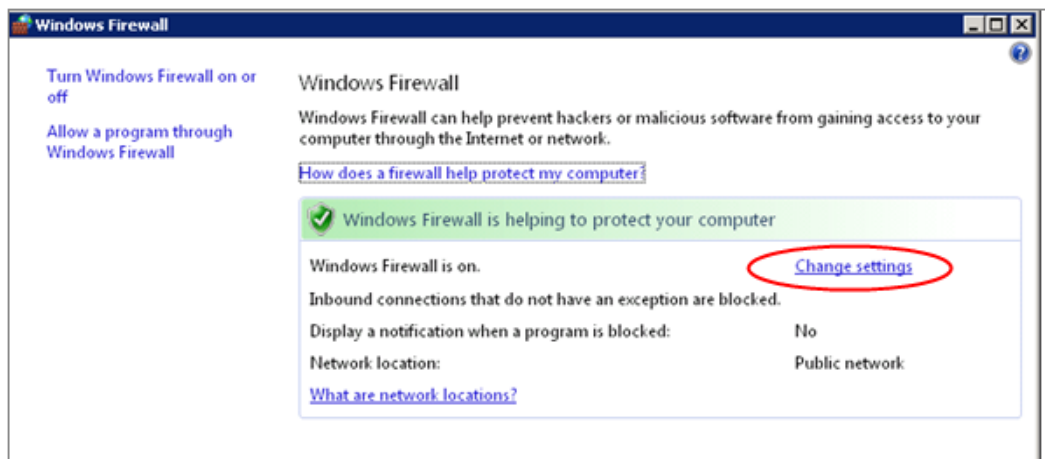 Windows Firewall
Turn Windows Firewall on or
off
Allow a program through
Windows Firewall
Windows Firewall
Windows Firewall can help prevent hackers or malicious software from gaining access to your
computer through the Internet or network.
How does a firewall help protect my computer?
Windows Firewall is helping to protect your computer
Windows Firewall is on.
Change settings
Inbound connections that do not have an exception are blocked.
Display a notification when a program is blocked:
No
Network location:
Public network
What are network locations?